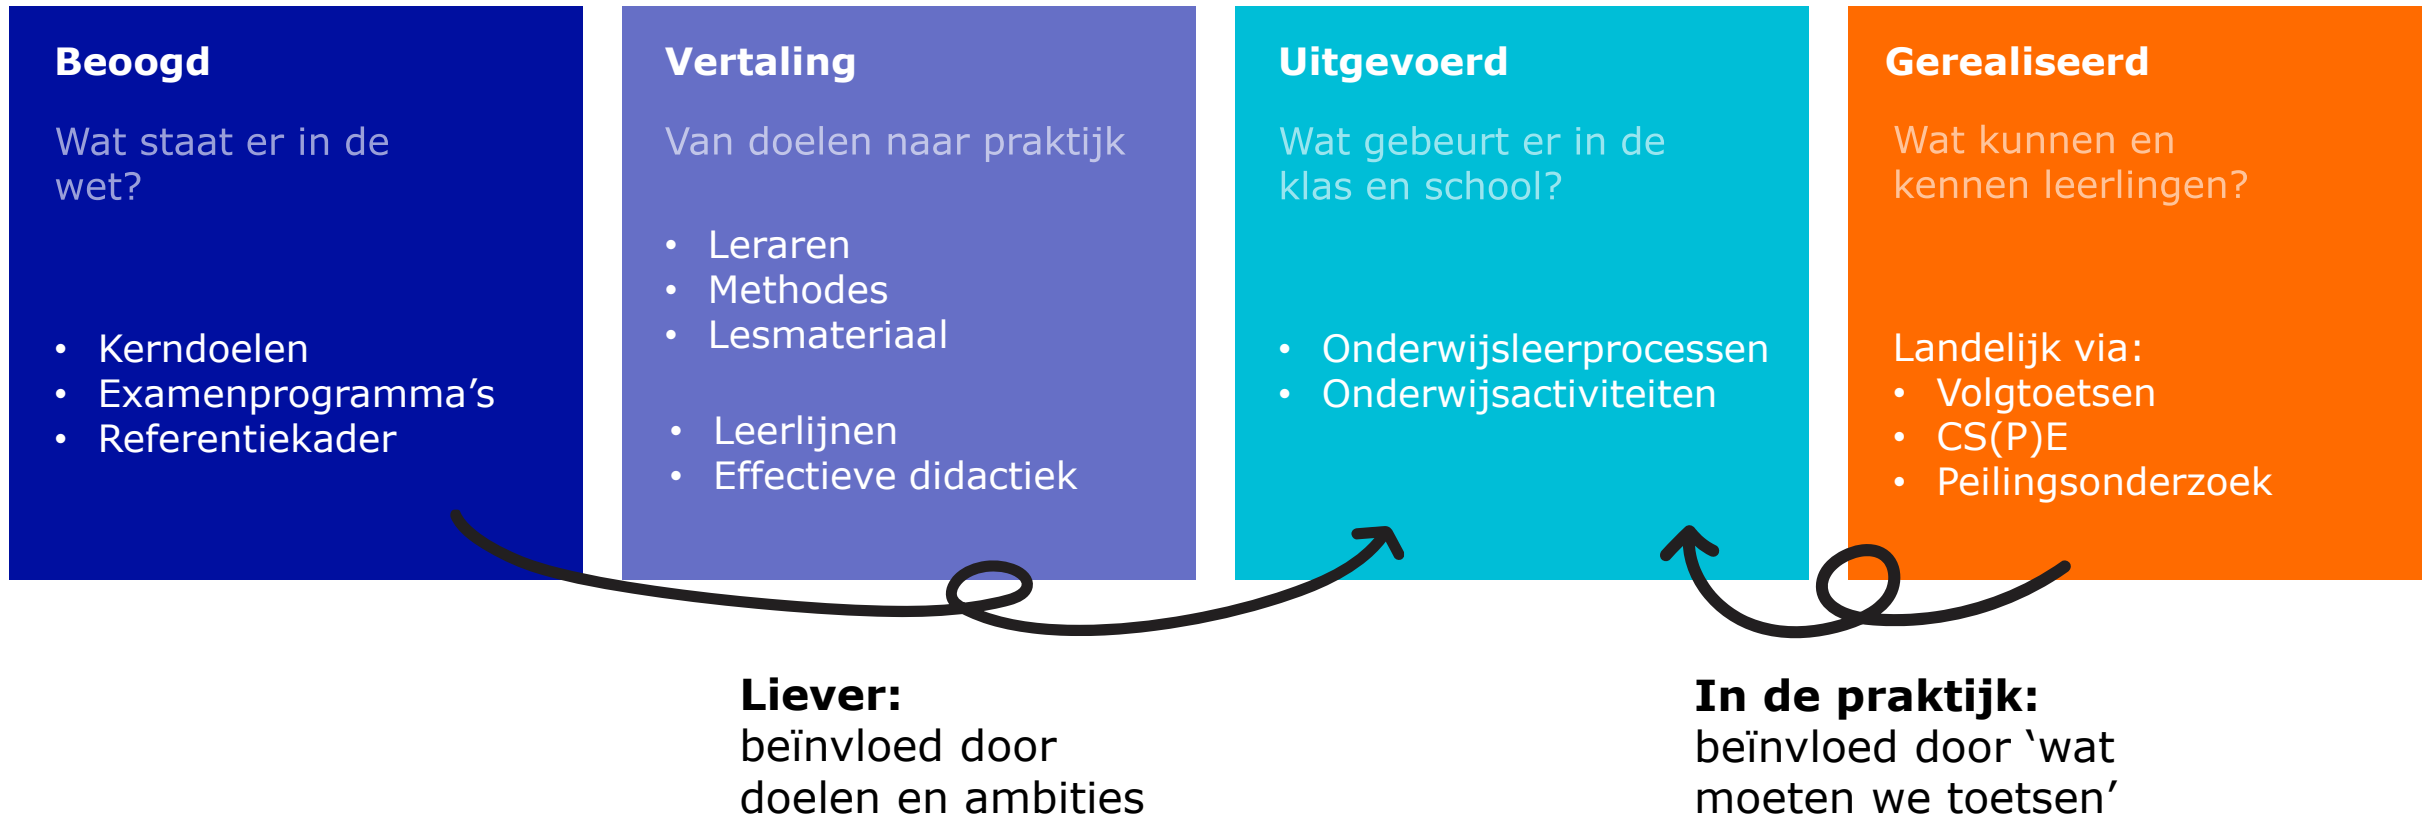 Beoogd
Wat staat er in de
wet?
• Kerndoelen
• Examenprogramma’s
• Referentiekader
Vertaling
Van doelen naar praktijk
• Leraren
• Methodes
• Lesmateriaal
• Leerlijnen
• Effectieve didactiek
Uitgevoerd
Wat gebeurt er in de
klas en school?
• Onderwijsleerprocessen
• Onderwijsactiviteiten
Gerealiseerd
Wat kunnen en
kennen leerlingen?
Landelijk via:
• Volgtoetsen
• CS(P)E
• Peilingsonderzoek
Liever:
beïnvloed door
doelen en ambities
In de praktijk:
beïnvloed door ‘wat
moeten we toetsen’